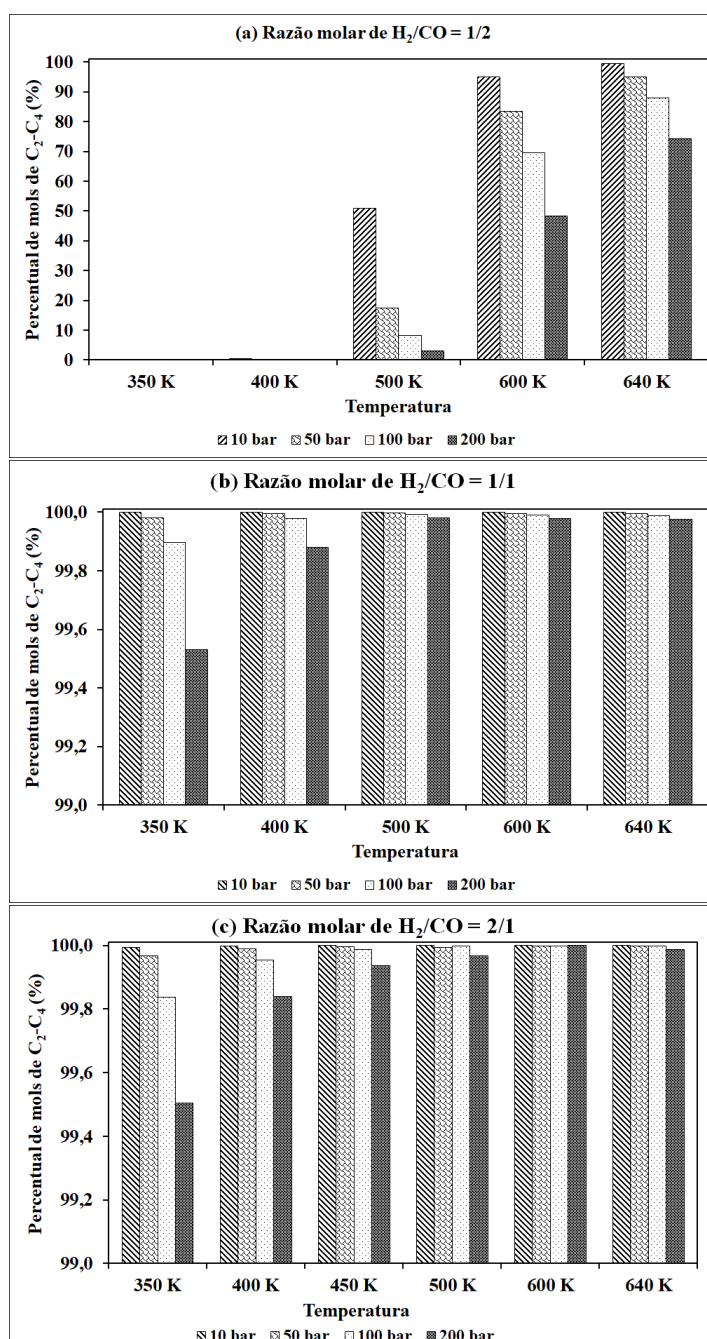 (a) Razão molar de H₂/CO = 1/2
Percentual de mols de C₂-C₄ (%)
100
90
80
70
60
50
40
30
20
10
0
350 K 400 K 500 K 600 K 640 K
Temperatura
10 bar 50 bar 100 bar 200 bar
(b) Razão molar de H₂/CO = 1/1
Percentual de mols de C₂-C₄ (%)
100,0
99,8
99,6
99,4
99,2
99,0
350 K 400 K 500 K 600 K 640 K
Temperatura
10 bar 50 bar 100 bar 200 bar
(c) Razão molar de H₂/CO = 2/1
Percentual de mols de C₂-C₄ (%)
100,0
99,8
99,6
99,4
99,2
99,0
350 K 400 K 450 K 500 K 600 K 640 K
Temperatura
10 bar 50 bar 100 bar 200 bar